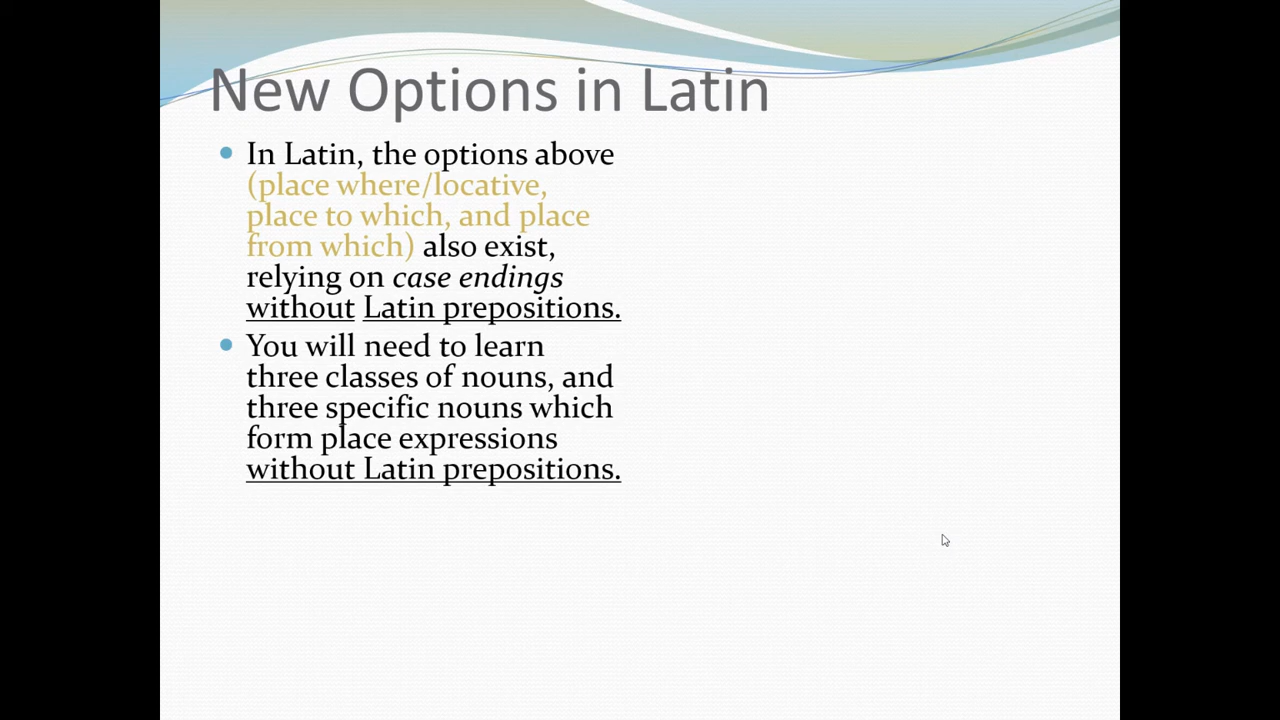 New Options in Latin
In Latin, the options above
(place where/locative,
place to which, and place
from which) also exist,
relying on case endings
without Latin prepositions.
You will need to learn
three classes of nouns, and
three specific nouns which
form place expressions
without Latin prepositions.